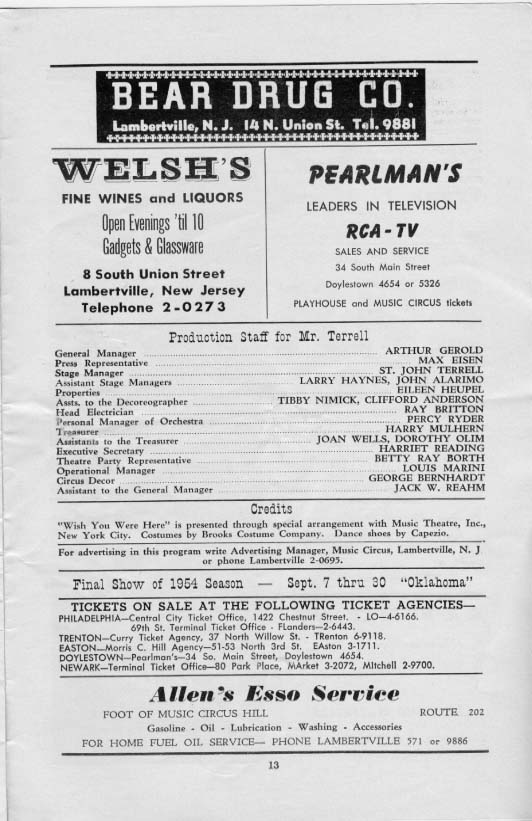 BEAR DRUG CO.
Lambertville, N. J. 14 N. Union St. Tel. 9881
WELSH'S
FINE WINES and LIQUORS
Open Evenings 'til 10
Gadgets & Glassware
8 South Union Street
Lambertville, New Jersey
Telephone 2-0273
PEARLMAN'S
LEADERS IN TELEVISION
RCA - TV
SALES AND SERVICE
34 South Main Street
Doylestown 4654 or 5326
PLAYHOUSE and MUSIC CIRCUS tickets
Production Staff for Mr. Terrell
General Manager ARTHUR GEROLD
Press Representative MAX EISEN
Stage Manager ST. JOHN TERRELL
Assistant Stage Managers LARRY HAYNES, JOHN ALARIMO
Properties EILEEN HEUPEL
Assts. to the Decoreographer TIBBY NIMICK, CLIFFORD ANDERSON
Head Electrician RAY BRITTON
Personal Manager of Orchestra PERCY RYDER
Treasurer HARRY MULHERN
Assistants to the Treasurer JOAN WELLS, DOROTHY OLIM
Executive Secretary HARRIET READING
Theatre Party Representative BETTY RAY BORTH
Operational Manager LOUIS MARINI
Circus Decor GEORGE BERNHARDT
Assistant to the General Manager JACK W. REAHM
Credits
"Wish You Were Here" is presented through special arrangement with Music Theatre, Inc.,
New York City. Costumes by Brooks Costume Company. Dance shoes by Capezio.
For advertising in this program write Advertising Manager, Music Circus, Lambertville, N. J
or phone Lambertville 2-0695.
Final Show of 1954 Season — Sept. 7 thru 30 "Oklahoma"
TICKETS ON SALE AT THE FOLLOWING TICKET AGENCIES—
PHILADELPHIA—Central City Ticket Office, 1422 Chestnut Street. - LO—4-6166.
69th St. Terminal Ticket Office - FLanders—2-6443.
TRENTON—Curry Ticket Agency, 37 North Willow St. - TRenton 6-9118.
EASTON—Morris C. Hill Agency—51-53 North 3rd St. EAston 3-1711.
DOYLESTOWN—Pearlman's—34 So. Main Street, Doylestown 4654.
NEWARK—Terminal Ticket Office—80 Park Place, MArket 3-2072, MItchell 2-9700.
Allen's Esso Service
FOOT OF MUSIC CIRCUS HILL ROUTE 202
Gasoline - Oil - Lubrication - Washing - Accessories
FOR HOME FUEL OIL SERVICE— PHONE LAMBERTVILLE 571 or 9886
13